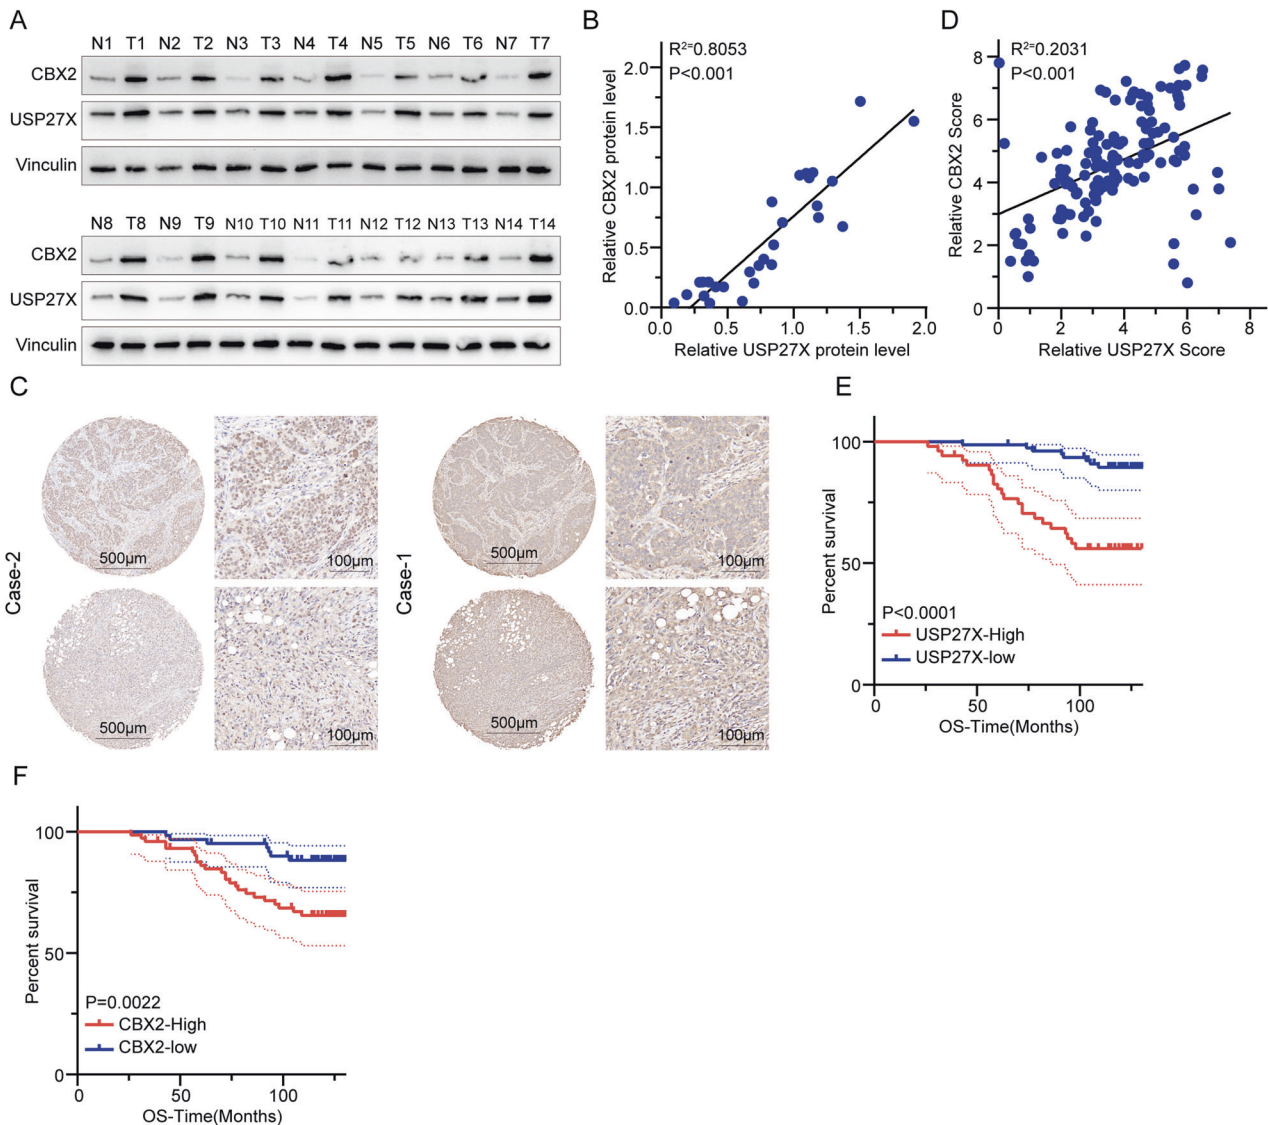 A
N1 T1 N2 T2 N3 T3 N4 T4 N5 T5 N6 T6 N7 T7
CBX2
USP27X
Vinculin
N8 T8 N9 T9 N10 T10 N11 T11 N12 T12 N13 T13 N14 T14
CBX2
USP27X
Vinculin
B
R²=0.8053
P<0.001
Relative CBX2 protein level
2.0
1.5
1.0
0.5
0.0
0.0 0.5 1.0 1.5 2.0
Relative USP27X protein level
D
R²=0.2031
P<0.001
Relative CBX2 Score
8
6
4
2
0
0 2 4 6 8
Relative USP27X Score
C
Case-2
500μm
100μm
500μm
100μm
Case-1
500μm
100μm
500μm
100μm
E
Percent survival
100
50
0
P<0.0001
USP27X-High
USP27X-low
0 50 100
OS-Time(Months)
F
Percent survival
100
50
0
P=0.0022
CBX2-High
CBX2-low
0 50 100
OS-Time(Months)